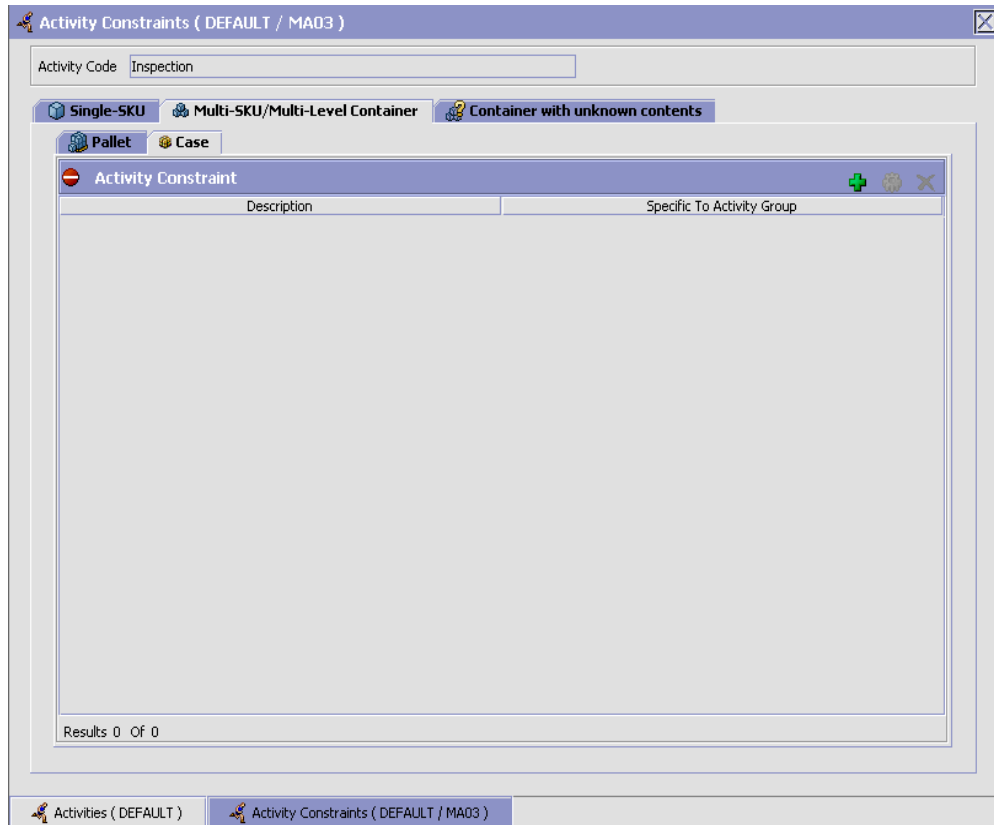 Activity Constraints ( DEFAULT / MA03 )
Activity Code Inspection
Single-SKU Multi-SKU/Multi-Level Container Container with unknown contents
Pallet Case
Activity Constraint
Description Specific To Activity Group
Results 0 Of 0
Activities ( DEFAULT ) Activity Constraints ( DEFAULT / MA03 )